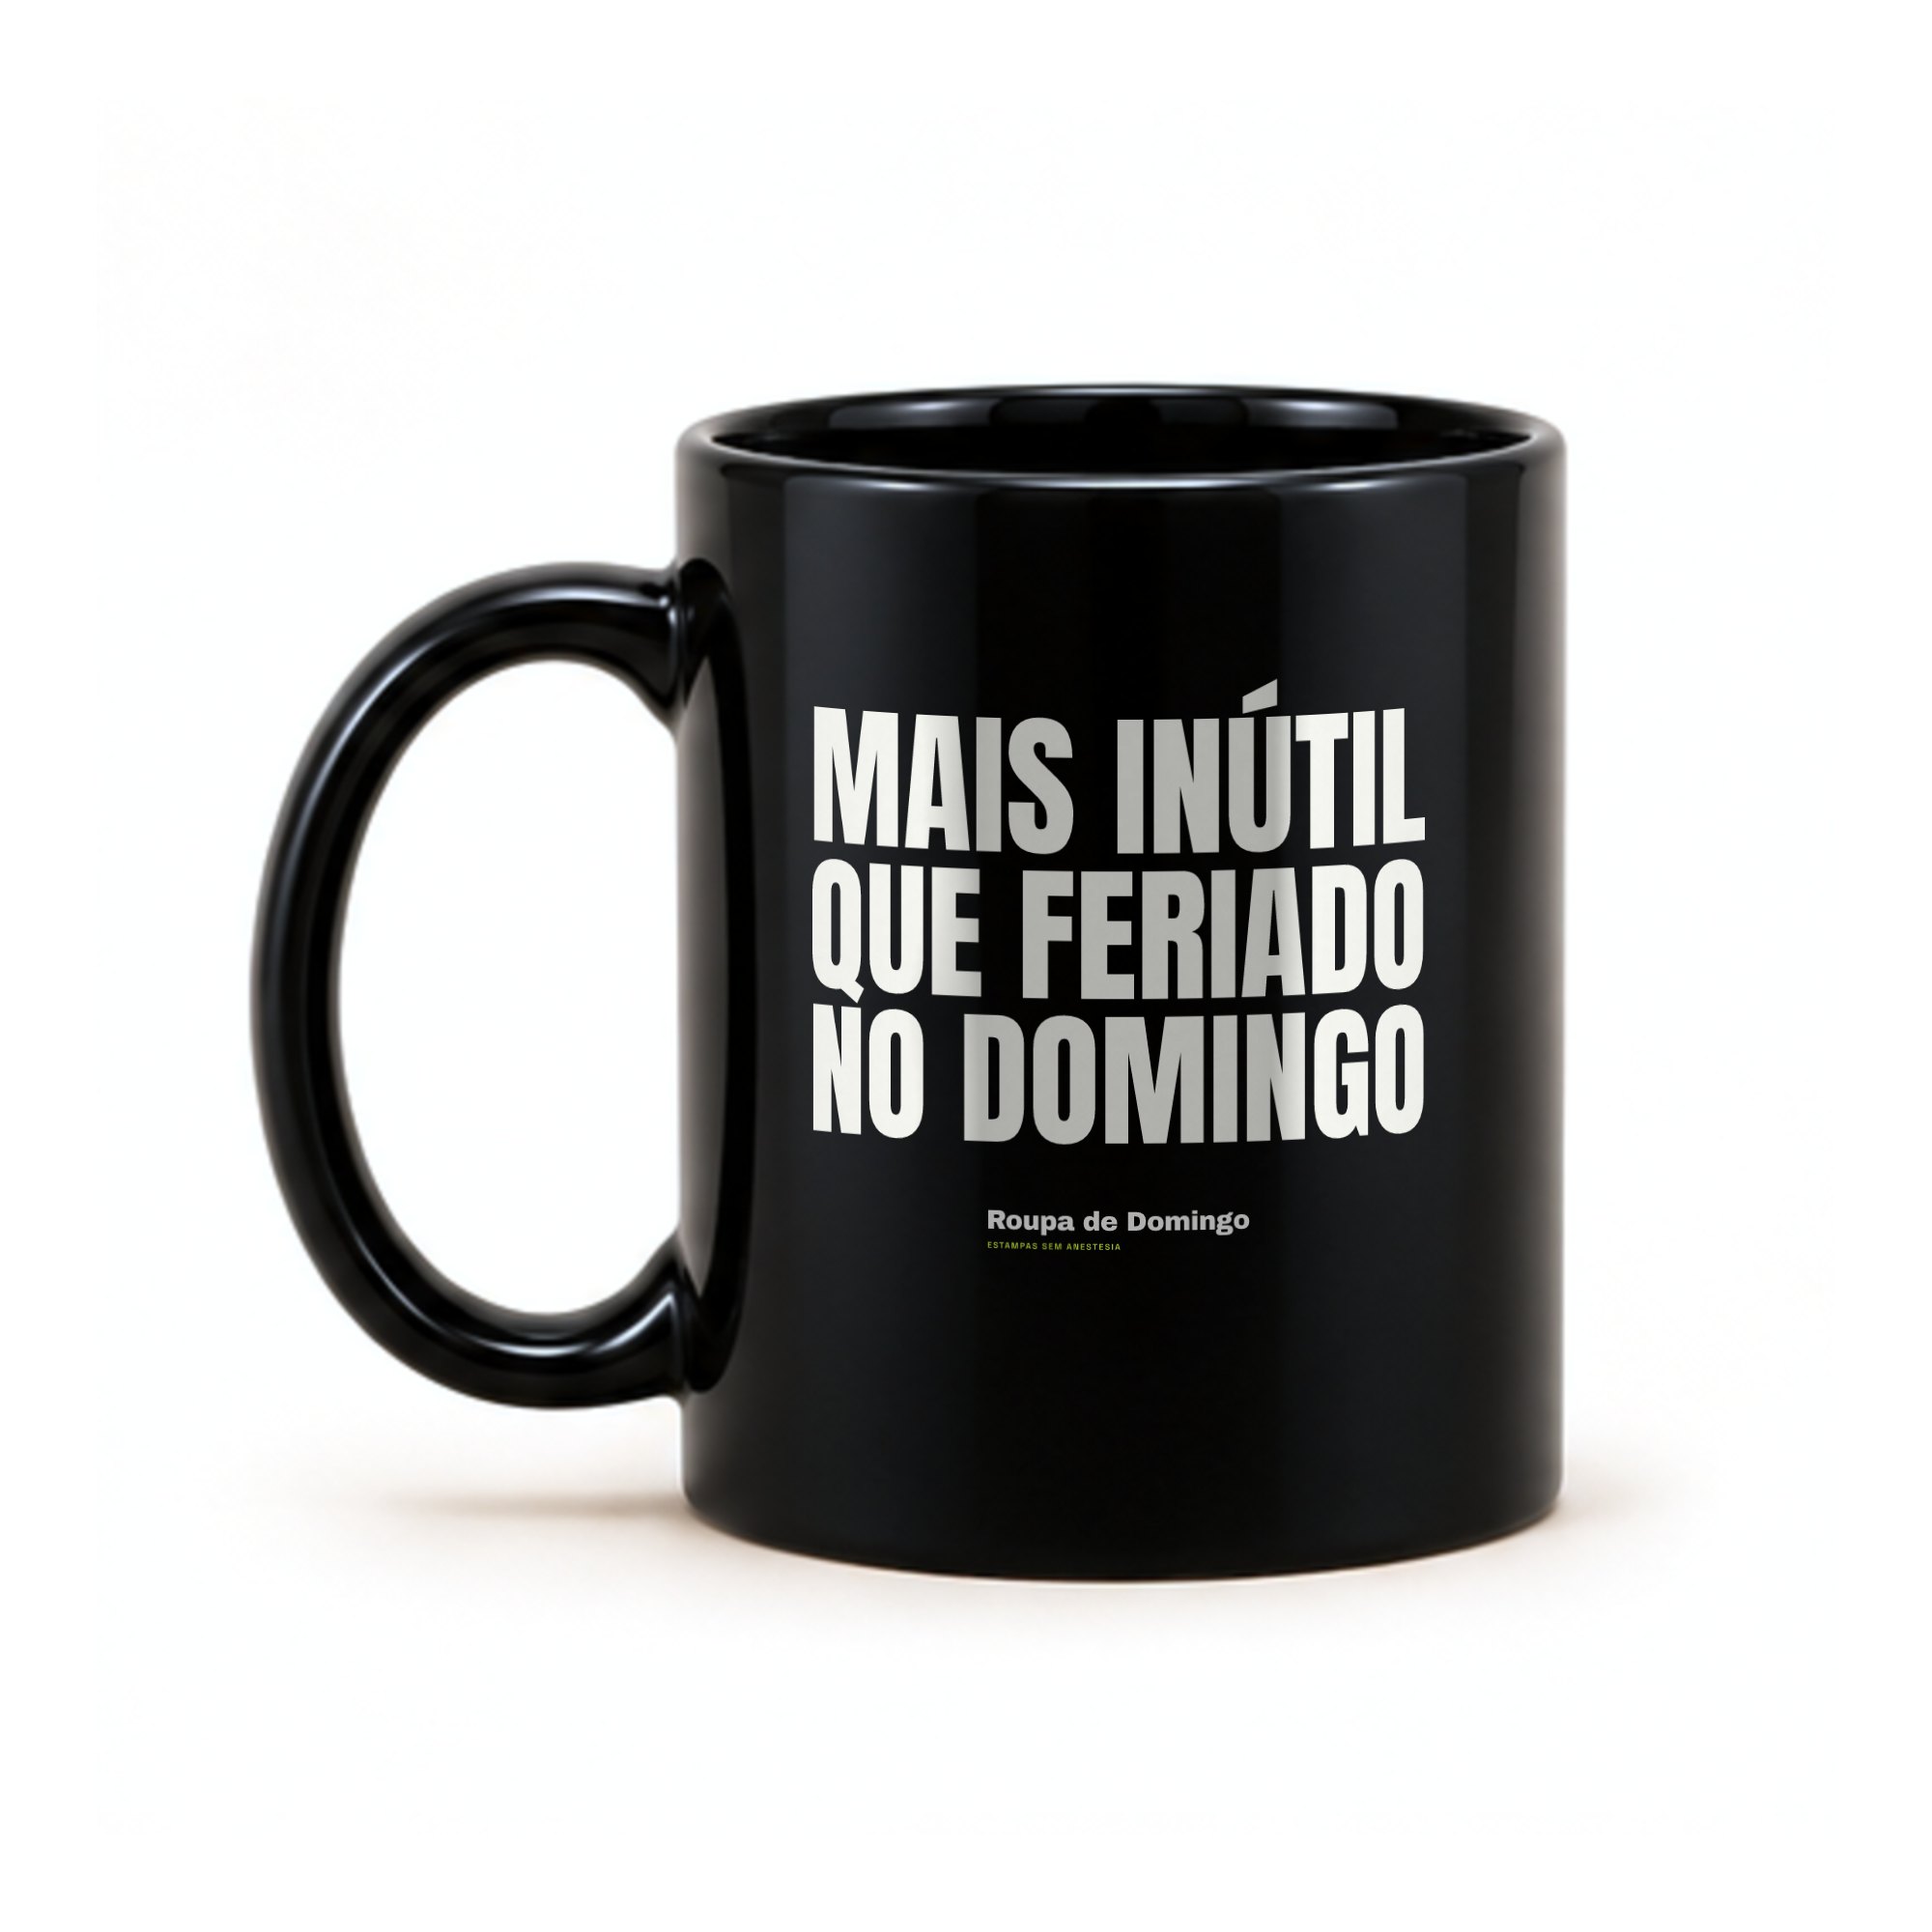 MAIS INÚTIL
QUE FERIADO
NO DOMINGO
Roupa de Domingo
ESTAMPAS SEM ANESTESIA